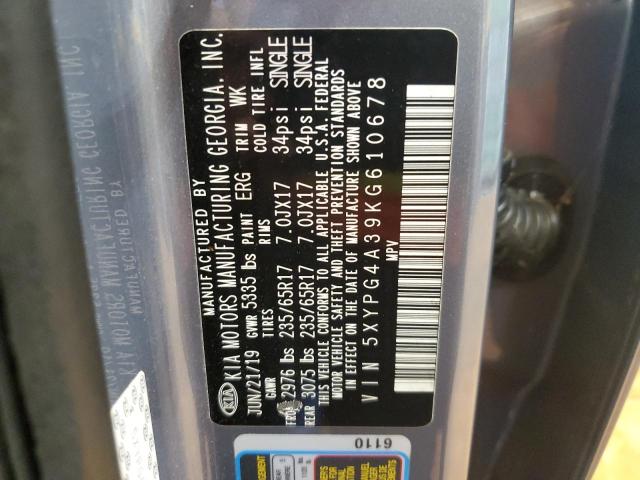 MANUFACTURED BY
KIA KIA MOTORS MANUFACTURING GEORGIA. INC.
JUN/21/19 GVWR 5335 lbs PAINT ERG TRIM WK
GAWR TIRES RIMS COLD TIRE INFL
2976 lbs 235/65R17 7.0JX17 34psi SINGLE
REAR 3075 lbs 235/65R17 7.0JX17 34psi SINGLE
THIS VEHICLE CONFORMS TO ALL APPLICABLE U.S.A. FEDERAL
MOTOR VEHICLE SAFETY AND THEFT PREVENTION STANDARDS
IN EFFECT ON THE DATE OF MANUFACTURE SHOWN ABOVE
VIN 5XYPG4A39KG610678
MPV
6110